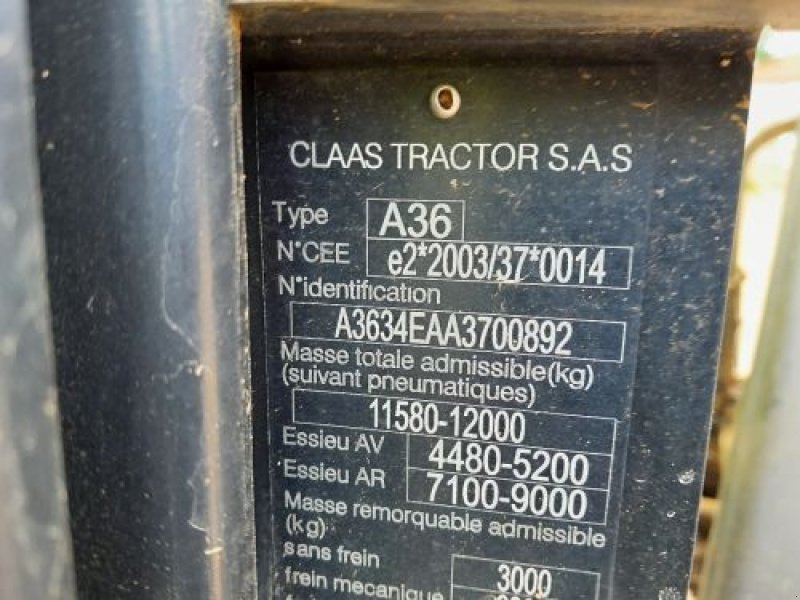 CLAAS TRACTOR S.A.S
Type A36
N°CEE e2*2003/37*0014
N°identification
A3634EAA3700892
Masse totale admissible(kg)
(suivant pneumatiques)
11580-12000
Essieu AV 4480-5200
Essieu AR 7100-9000
Masse remorquable admissible
(kg)
sans frein 3000
frein mecanique